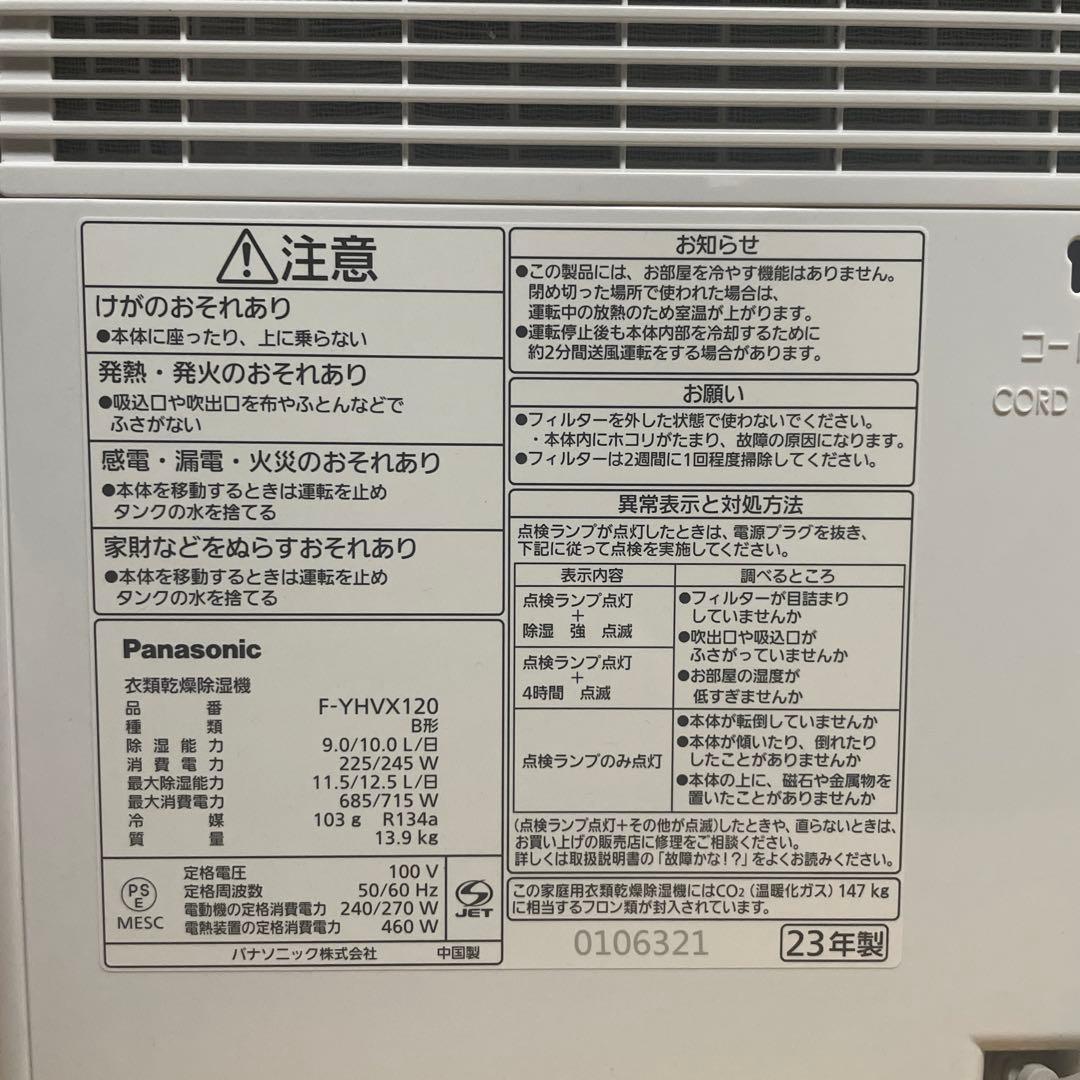 注意
けがのおそれあり
●本体に座ったり、上に乗らない
発熱・発火のおそれあり
●吸込口や吹出口を布やふとんなどで
ふさがない
感電・漏電・火災のおそれあり
●本体を移動するときは運転を止め
タンクの水を捨てる
家財などをぬらすおそれあり
●本体を移動するときは運転を止め
タンクの水を捨てる
Panasonic
衣類乾燥除湿機
品番 F-YHVX120
種類 B形
除湿能力 9.0/10.0 L/日
消費電力 225/245 W
最大除湿能力 11.5/12.5 L/日
最大消費電力 685/715 W
冷媒 103 g R134a
質量 13.9 kg
PS
E
MESC
定格電圧 100 V
定格周波数 50/60 Hz
電動機の定格消費電力 240/270 W
電熱装置の定格消費電力 460 W
JET
パナソニック株式会社 中国製
お知らせ
●この製品には、お部屋を冷やす機能はありません。
閉め切った場所で使われた場合は、
運転中の放熱のため室温が上がります。
●運転停止後も本体内部を冷却するために
約2分間送風運転をする場合があります。
お願い
●フィルターを外した状態で使わないでください。
・本体内にホコリがたまり、故障の原因になります。
●フィルターは2週間に1回程度掃除してください。
異常表示と対処方法
点検ランプが点灯したときは、電源プラグを抜き、
下記に従って点検を実施してください。
表示内容 調べるところ
点検ランプ点灯
+
除湿 強 点滅
点検ランプ点灯
+
4時間 点滅
●フィルターが目詰まり
していませんか
●吹出口や吸込口が
ふさがっていませんか
●お部屋の湿度が
低すぎませんか
点検ランプのみ点灯
●本体が転倒していませんか
●本体が傾いたり、倒れたり
したことがありませんか
●本体の上に、磁石や金属物を
置いたことがありませんか
(点検ランプ点灯+その他が点滅)したときや、直らないときは、
お買い上げの販売店に修理をご相談ください。
詳しくは取扱説明書の「故障かな!?」をよくお読みください。
この家庭用衣類乾燥除湿機にはCO₂（温暖化ガス）147 kg
に相当するフロン類が封入されています。
0106321 23年製
コー
CORD